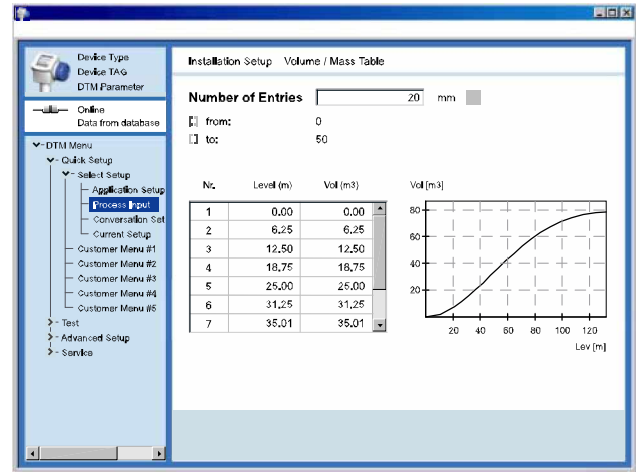 Device Type
Device TAG
DTM Parameter
Online
Data from database
DTM Menu
Quick Setup
Select Setup
Application Setup
Process Input
Conversation Set
Current Setup
Customer Menu #1
Customer Menu #2
Customer Menu #3
Customer Menu #4
Customer Menu #5
Test
Advanced Setup
Service
Installation Setup Volume / Mass Table
Number of Entries 20 mm
from: 0
to: 50
Nr. Level (m) Vol (m3)
1 0.00 0.00
2 6,25 6,25
3 12,50 12,50
4 18,75 18,75
5 25,00 25,00
6 31,25 31,25
7 35.01 35.01
Vol [m3]
80
60
40
20
20 40 60 80 100 120
Lev [m]